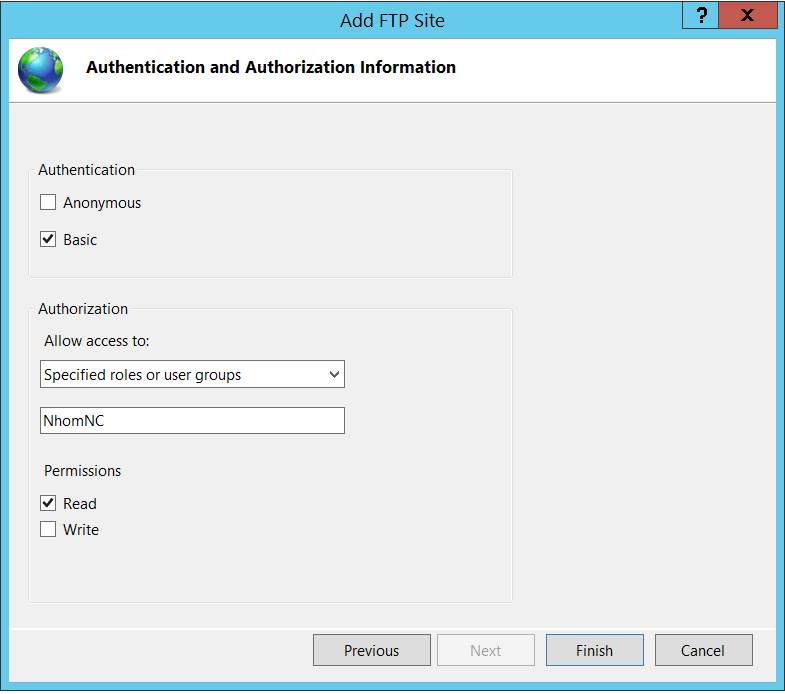 Add FTP Site
? X
Authentication and Authorization Information
Authentication
Anonymous
Basic
Authorization
Allow access to:
Specified roles or user groups
NhomNC
Permissions
Read
Write
Previous Next Finish Cancel